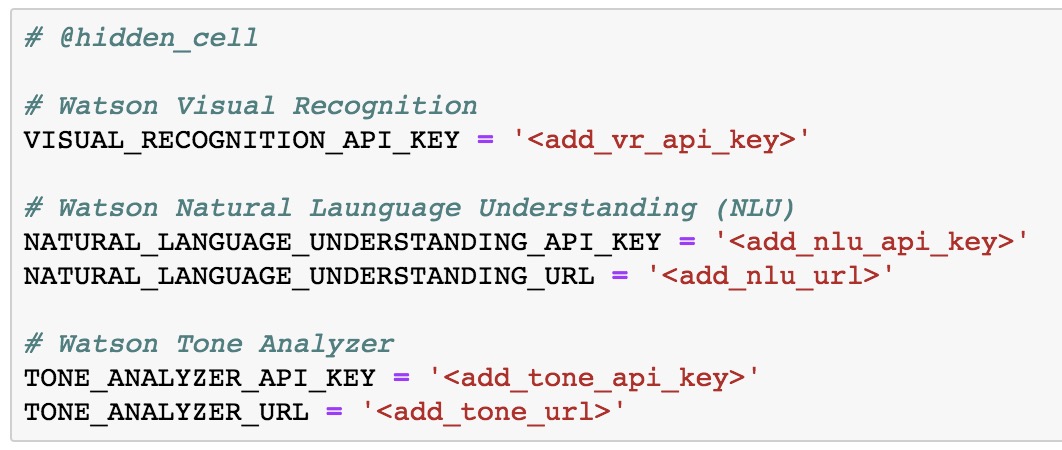 # @hidden_cell
# Watson Visual Recognition
VISUAL_RECOGNITION_API_KEY = '<add_vr_api_key>'
# Watson Natural Launguage Understanding (NLU)
NATURAL_LANGUAGE_UNDERSTANDING_API_KEY = '<add_nlu_api_key>'
NATURAL_LANGUAGE_UNDERSTANDING_URL = '<add_nlu_url>'
# Watson Tone Analyzer
TONE_ANALYZER_API_KEY = '<add_tone_api_key>'
TONE_ANALYZER_URL = '<add_tone_url>'